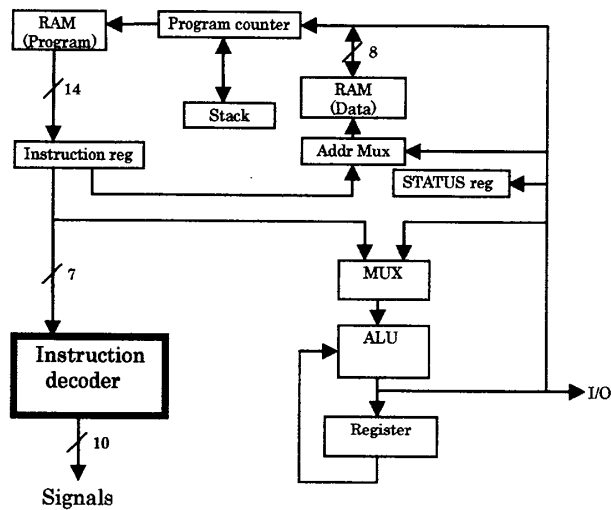 RAM
(Program)
Program counter
8
14
RAM
(Data)
Stack
Instruction reg
Addr Mux
STATUS reg
7
MUX
Instruction
decoder
ALU
I/O
Register
10
Signals